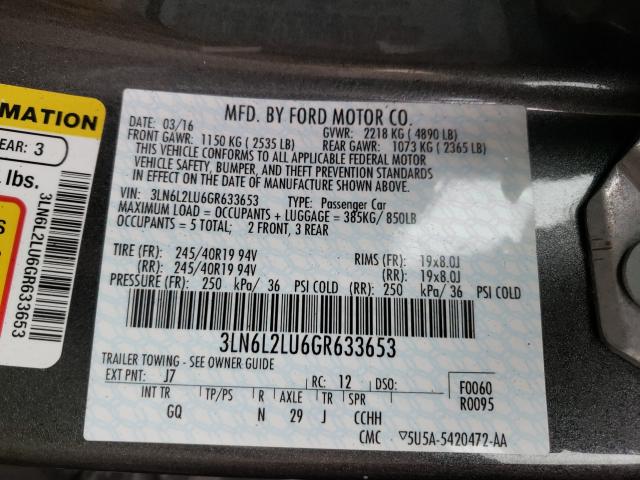 RMATION
EAR: 3
lbs.
3LN6L2LU6GR633653
MFD. BY FORD MOTOR CO.
DATE: 03/16 GVWR: 2218 KG ( 4890 LB)
FRONT GAWR: 1150 KG ( 2535 LB) REAR GAWR: 1073 KG ( 2365 LB)
THIS VEHICLE CONFORMS TO ALL APPLICABLE FEDERAL MOTOR
VEHICLE SAFETY, BUMPER, AND THEFT PREVENTION STANDARDS
IN EFFECT ON THE DATE OF MANUFACTURE SHOWN ABOVE.
VIN: 3LN6L2LU6GR633653 TYPE: Passenger Car
MAXIMUM LOAD = OCCUPANTS + LUGGAGE = 385KG/ 850LB
OCCUPANTS = 5 TOTAL; 2 FRONT, 3 REAR
TIRE (FR): 245/40R19 94V RIMS (FR): 19x8.0J
(RR): 245/40R19 94V (RR): 19x8.0J
PRESSURE (FR): 250 kPa/ 36 PSI COLD (RR): 250 kPa/ 36 PSI COLD
3LN6L2LU6GR633653
TRAILER TOWING - SEE OWNER GUIDE
EXT PNT: J7 RC: 12 DSO: F0060
INT TR TP/PS R AXLE TR SPR R0095
GQ N 29 J CCHH
CMC ▽5U5A-5420472-AA